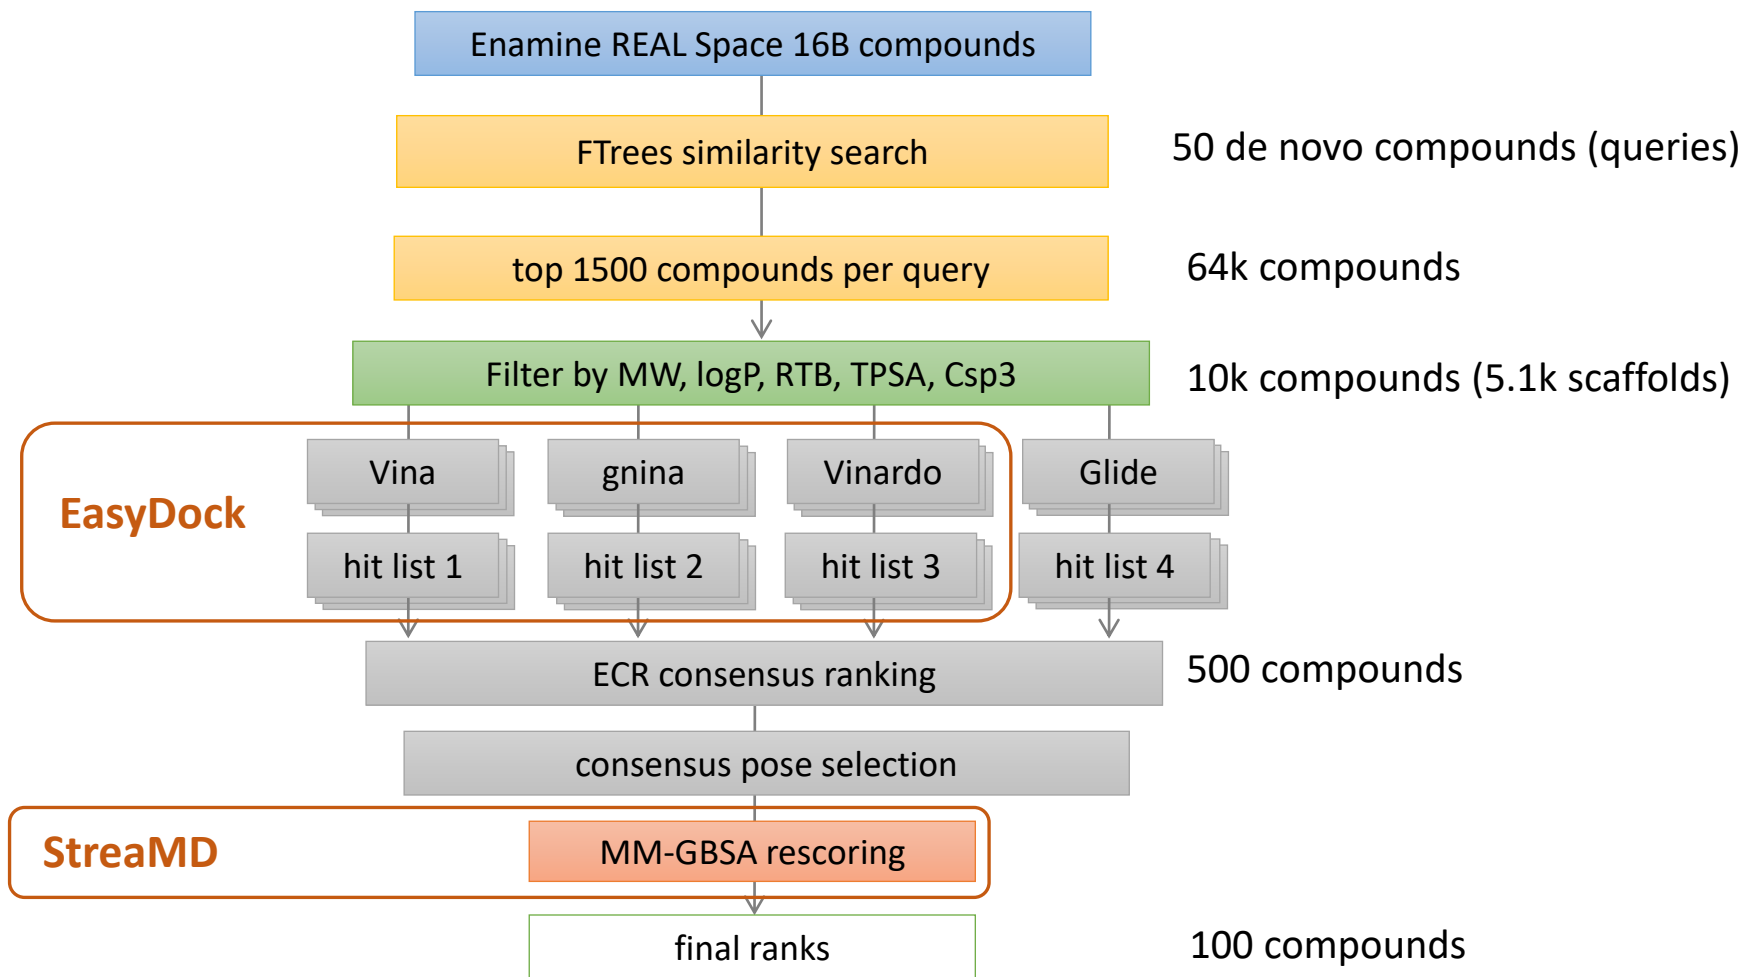 Enamine REAL Space 16B compounds
FTrees similarity search
50 de novo compounds (queries)
top 1500 compounds per query
64k compounds
Filter by MW, logP, RTB, TPSA, Csp3
10k compounds (5.1k scaffolds)
EasyDock
Vina
gnina
Vinardo
Glide
hit list 1
hit list 2
hit list 3
hit list 4
ECR consensus ranking
500 compounds
consensus pose selection
StreaMD
MM-GBSA rescoring
final ranks
100 compounds